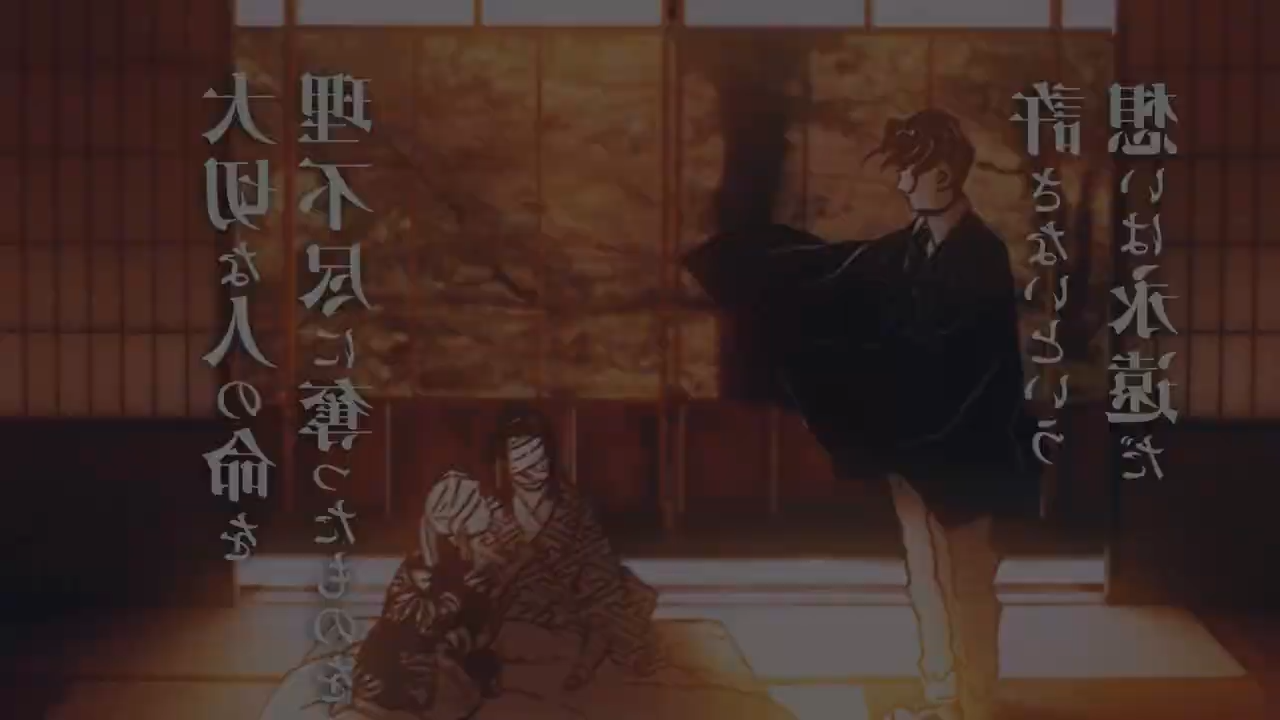 大切な人の命を
理不尽に奪ったものを
許さないという
想いは永遠だ